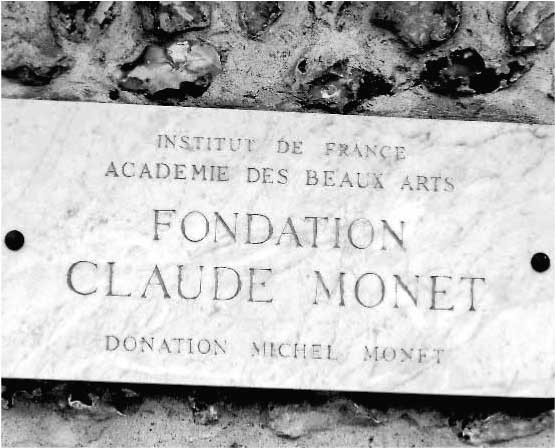 INSTITUT DE FRANCE
ACADEMIE DES BEAUX ARTS
FONDATION
CLAUDE MONET
DONATION MICHEL MONET